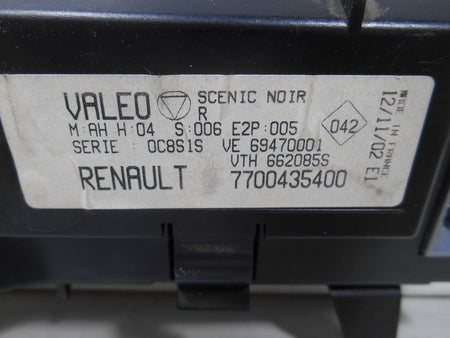 VALEO SCENIC NOIR
R
M:AH H:04 S:006 E2P:005
SERIE : 0C8S1S VE 69470001
VTH 662085S
RENAULT 7700435400
042
MADE IN FRANCE
12/11/02 E1